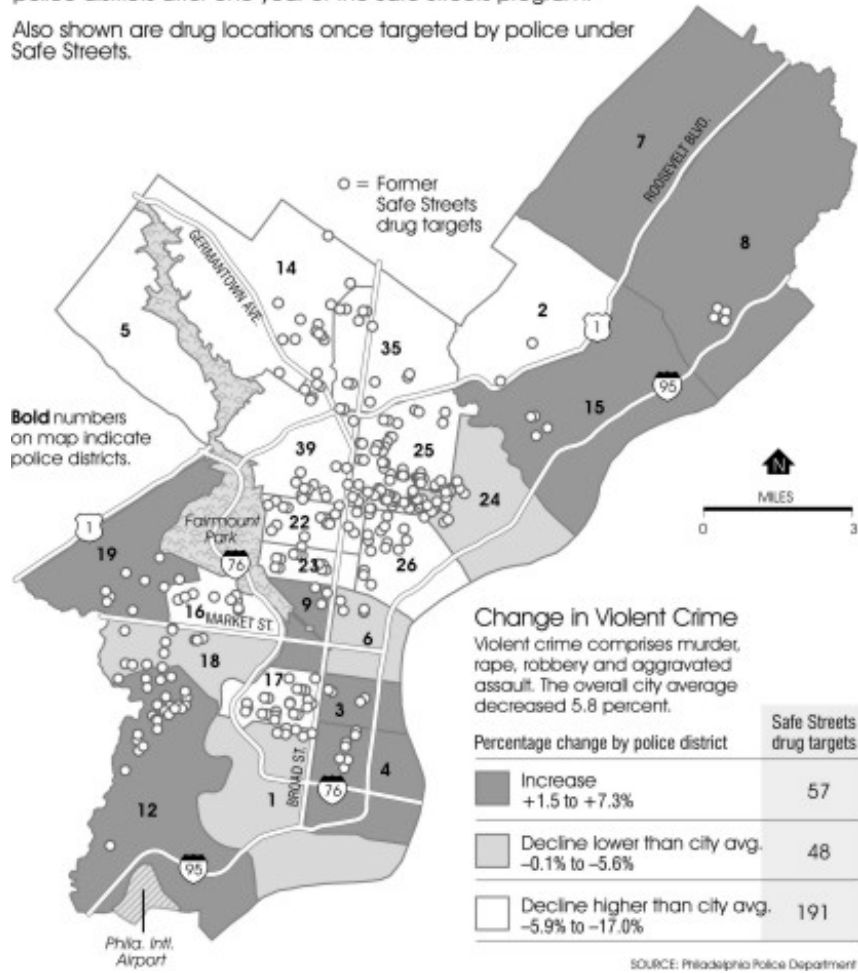 Also shown are drug locations once targeted by police under
Safe Streets.
= Former
Safe Streets
drug targets
7
ROOSEVELT BLVD.
8
14
GERMANTOWN AVE.
5
2
1
35
95
15
Bold numbers
on map indicate
police districts.
39
25
24
N
MILES
0 3
1
Fairmount
Park
22
19
76
23
26
9
16
MARKET ST.
6
18
17
3
4
BROAD ST.
76
1
12
95
Phila. Intl.
Airport
Change in Violent Crime
Violent crime comprises murder,
rape, robbery and aggravated
assault. The overall city average
decreased 5.8 percent.
Percentage change by police district
Safe Streets
drug targets
Increase
+1.5 to +7.3%
57
Decline lower than city avg.
–0.1% to –5.6%
48
Decline higher than city avg.
–5.9% to –17.0%
191
SOURCE: Philadelphia Police Department